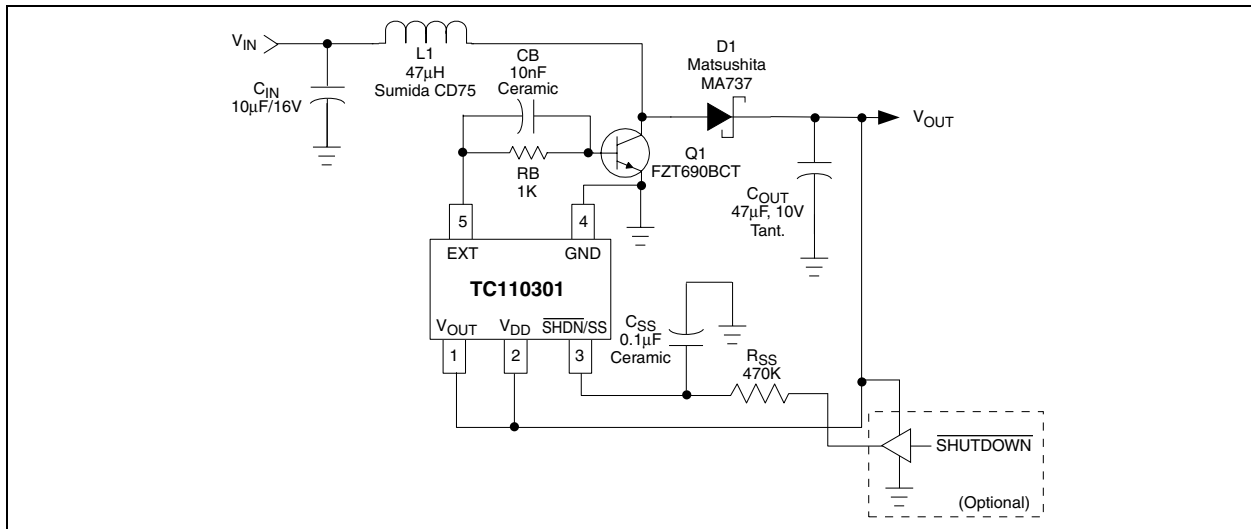 VIN
L1
47µH
Sumida CD75
CIN
10µF/16V
CB
10nF
Ceramic
D1
Matsushita
MA737
VOUT
RB
1K
Q1
FZT690BCT
COUT
47µF, 10V
Tant.
5
4
EXT
GND
TC110301
VOUT
VDD
SHDN/SS
1
2
3
CSS
0.1µF
Ceramic
RSS
470K
SHUTDOWN
(Optional)